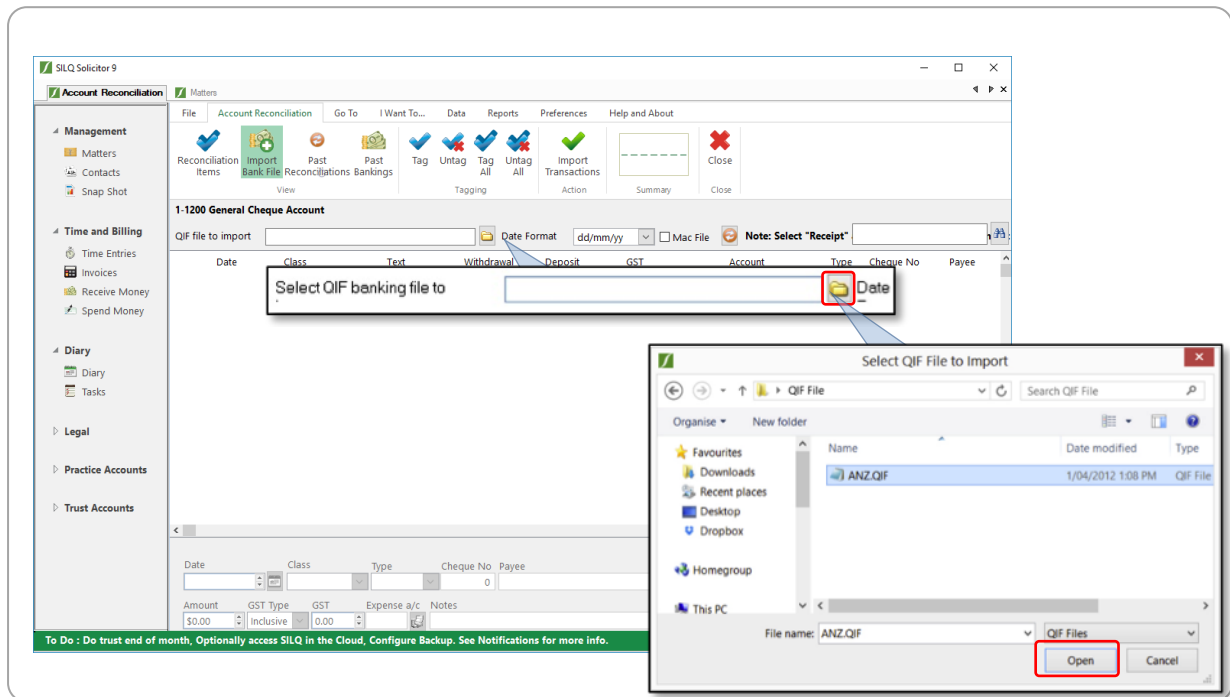 SILQ Solicitor 9
Account Reconciliation
Matters
File Account Reconciliation Go To I Want To... Data Reports Preferences Help and About
Management
Matters
Contacts
Snap Shot
Time and Billing
Time Entries
Invoices
Receive Money
Spend Money
Diary
Diary
Tasks
Legal
Practice Accounts
Trust Accounts
Reconciliation Import Past Past Tag Untag Tag Untag Import Close
Items Bank File Reconciliations Bankings All All Transactions
View Tagging Action Summary Close
1-1200 General Cheque Account
QIF file to import Date Format dd/mm/yy Mac File Note: Select "Receipt"
Date Class Text Withdrawal Deposit GST Account Type Cheque No Payee
Select QIF banking file to Date
Select QIF File to Import
QIF File Search QIF File
Organise New folder
Favourites
Downloads
Recent places
Desktop
Dropbox
Homegroup
This PC
Name Date modified Type
ANZ.QIF 1/04/2012 1:08 PM QIF File
File name: ANZ.QIF QIF Files
Open Cancel
Date Class Type Cheque No Payee
0
Amount GST Type GST Expense a/c Notes
$0.00 Inclusive 0.00
To Do : Do trust end of month, Optionally access SILQ in the Cloud, Configure Backup. See Notifications for more info.